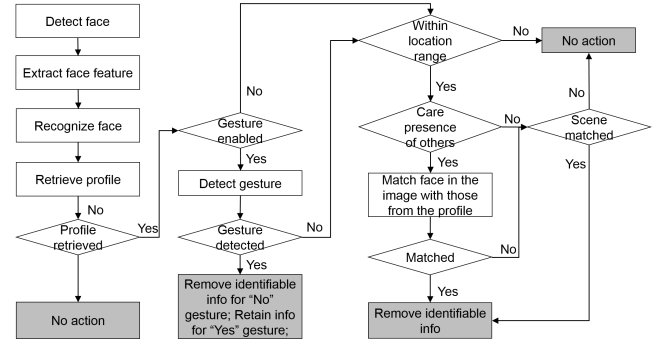 Detect face
Extract face feature
Recognize face
Retrieve profile
No
Profile
retrieved
Yes
No action
No
Gesture
enabled
Yes
Detect gesture
Gesture
detected
No
Yes
Remove identifiable
info for “No”
gesture; Retain info
for “Yes” gesture;
Within
location
range
No
No action
Yes
Care
presence
of others
No
Yes
Match face in the
image with those
from the profile
Matched
No
Yes
Remove identifiable
info
No
Scene
matched
Yes